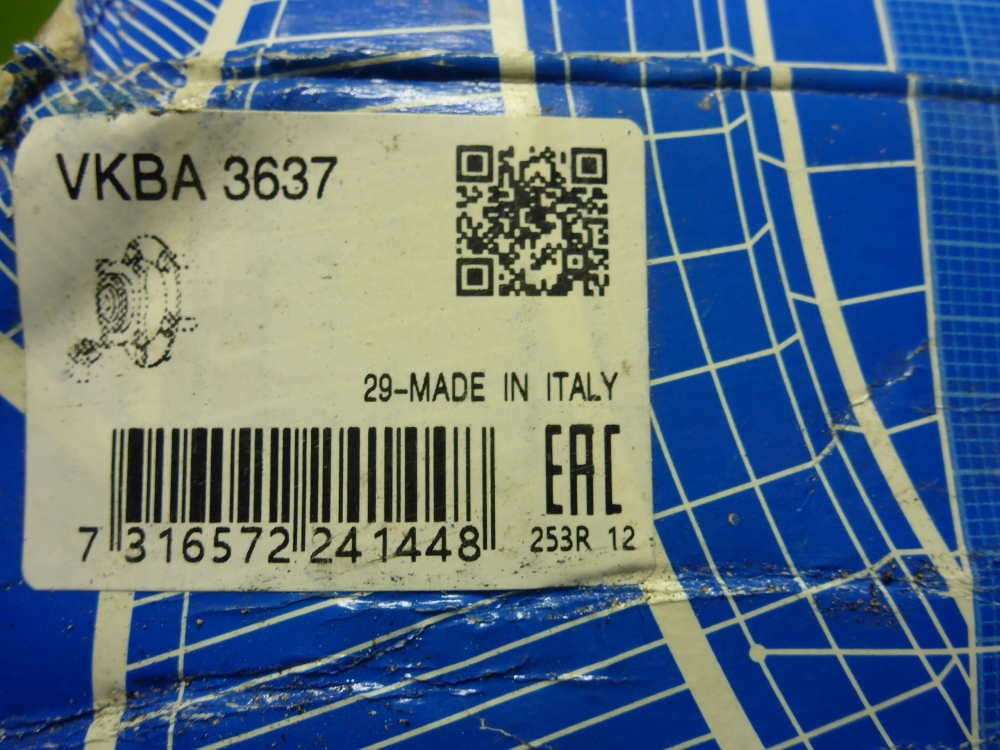 VKBA 3637
29-MADE IN ITALY
EAC
7 316572 241448
253R 12